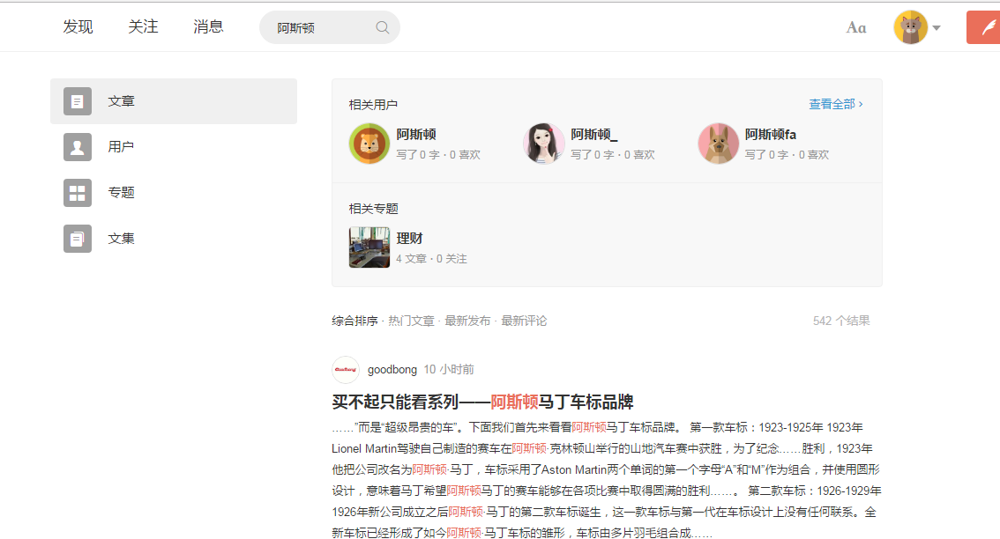 发现 关注 消息 阿斯顿 Aa
文章
用户
专题
文集
相关用户 查看全部 ›
阿斯顿 阿斯顿_ 阿斯顿fa
写了 0 字 · 0 喜欢 写了 0 字 · 0 喜欢 写了 0 字 · 0 喜欢
相关专题
理财
4 文章 · 0 关注
综合排序 · 热门文章 · 最新发布 · 最新评论 542 个结果
GoodBong goodbong 10 小时前
买不起只能看系列——阿斯顿马丁车标品牌
……”而是“超级昂贵的车”。下面我们首先来看看阿斯顿马丁车标品牌。 第一款车标：1923-1925年 1923年
Lionel Martin驾驶自己制造的赛车在阿斯顿·克林顿山举行的山地汽车赛中获胜，为了纪念……胜利，1923年
他把公司改名为阿斯顿·马丁，车标采用了Aston Martin两个单词的第一个字母“A”和“M”作为组合，并使用圆形
设计，意味着马丁希望阿斯顿马丁的赛车能够在各项比赛中取得圆满的胜利……。 第二款车标：1926-1929年
1926年新公司成立之后阿斯顿·马丁的第二款车标诞生，这一款车标与第一代在车标设计上没有任何联系。全
新车标已经形成了如今阿斯顿·马丁车标的雏形，车标由多片羽毛组合成……